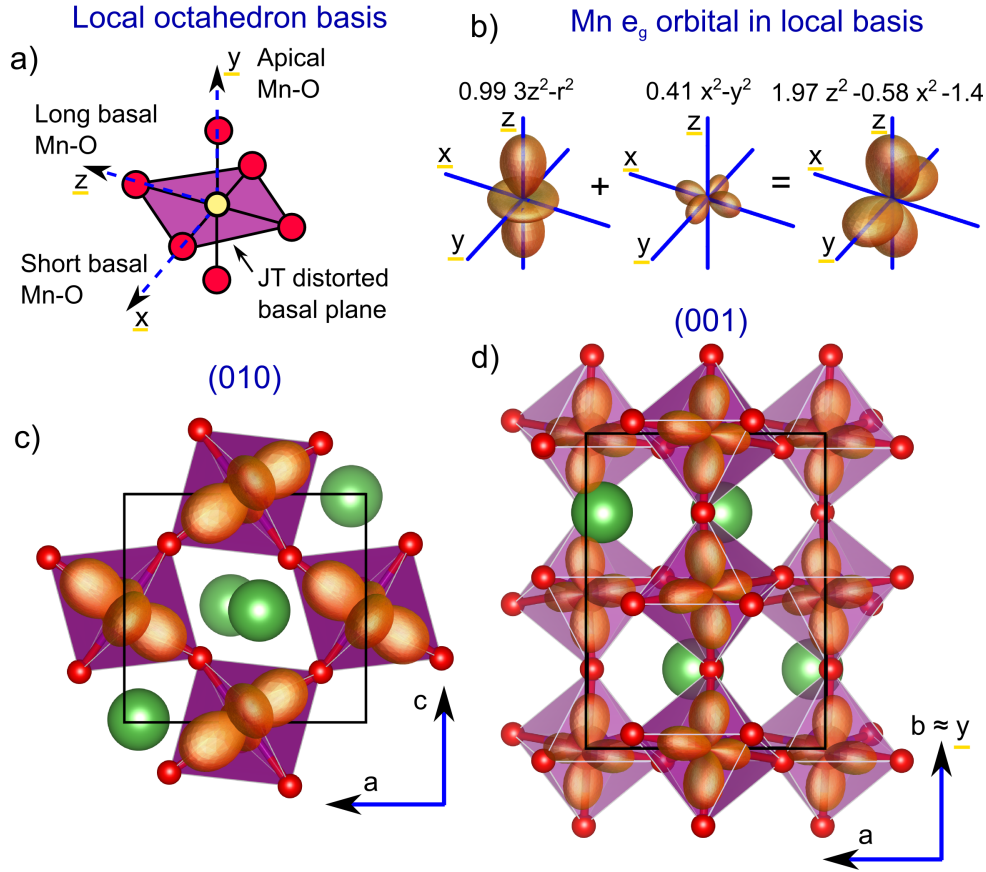 Local octahedron basis
a)
y
Apical
Mn-O
Long basal
Mn-O
z
Short basal
Mn-O
x
JT distorted
basal plane
b)
Mn eg orbital in local basis
0.99 3z²-r²
0.41 x²-y²
1.97 z² -0.58 x² -1.4
z
x
y
+
z
x
y
=
z
x
y
(010)
c)
c
a
(001)
d)
b ≈ y
a